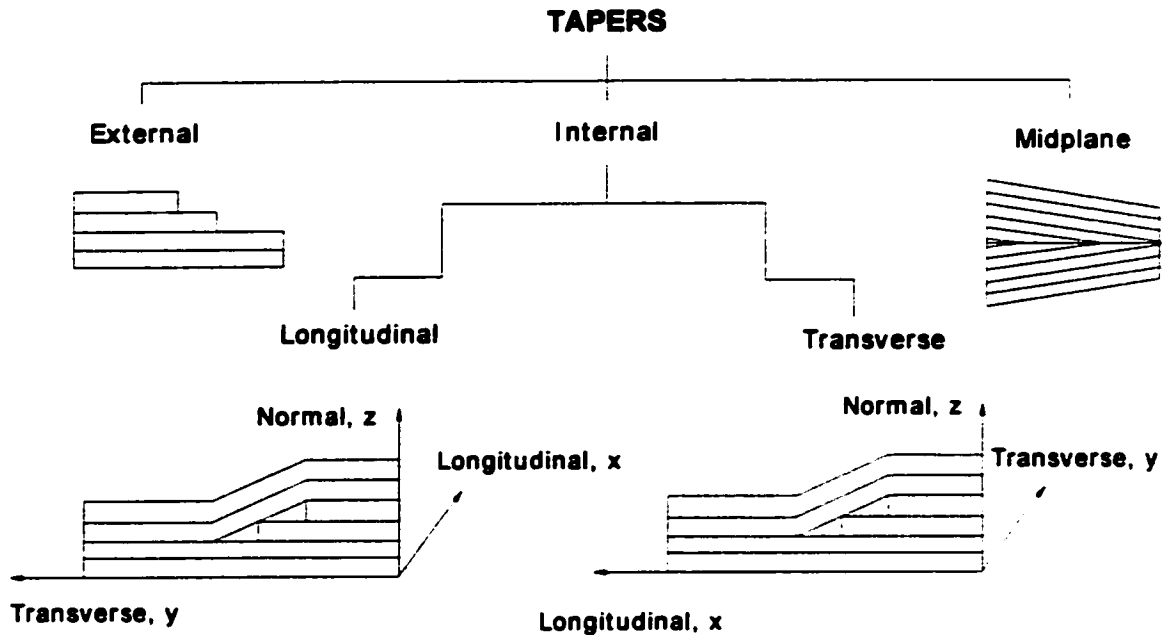 TAPERS
External
Internal
Midplane
Longitudinal
Transverse
Normal, z
Longitudinal, x
Transverse, y
Normal, z
Transverse, y
Longitudinal, x